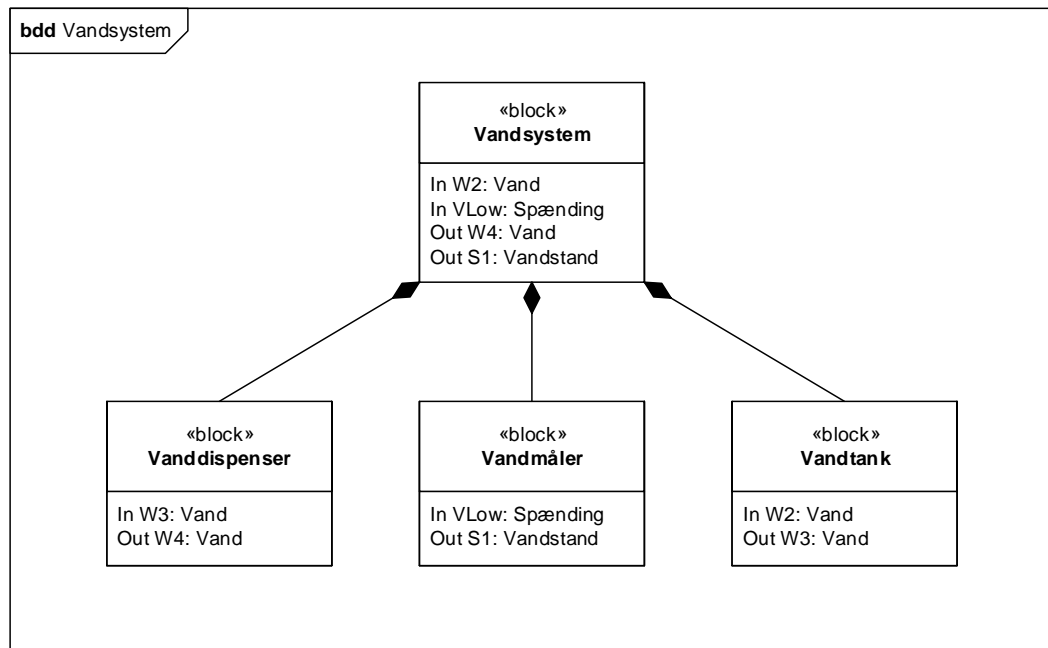 bdd Vandsystem
«block»
Vandsystem
In W2: Vand
In VLow: Spænding
Out W4: Vand
Out S1: Vandstand
«block»
Vanddispenser
In W3: Vand
Out W4: Vand
«block»
Vandmåler
In VLow: Spænding
Out S1: Vandstand
«block»
Vandtank
In W2: Vand
Out W3: Vand